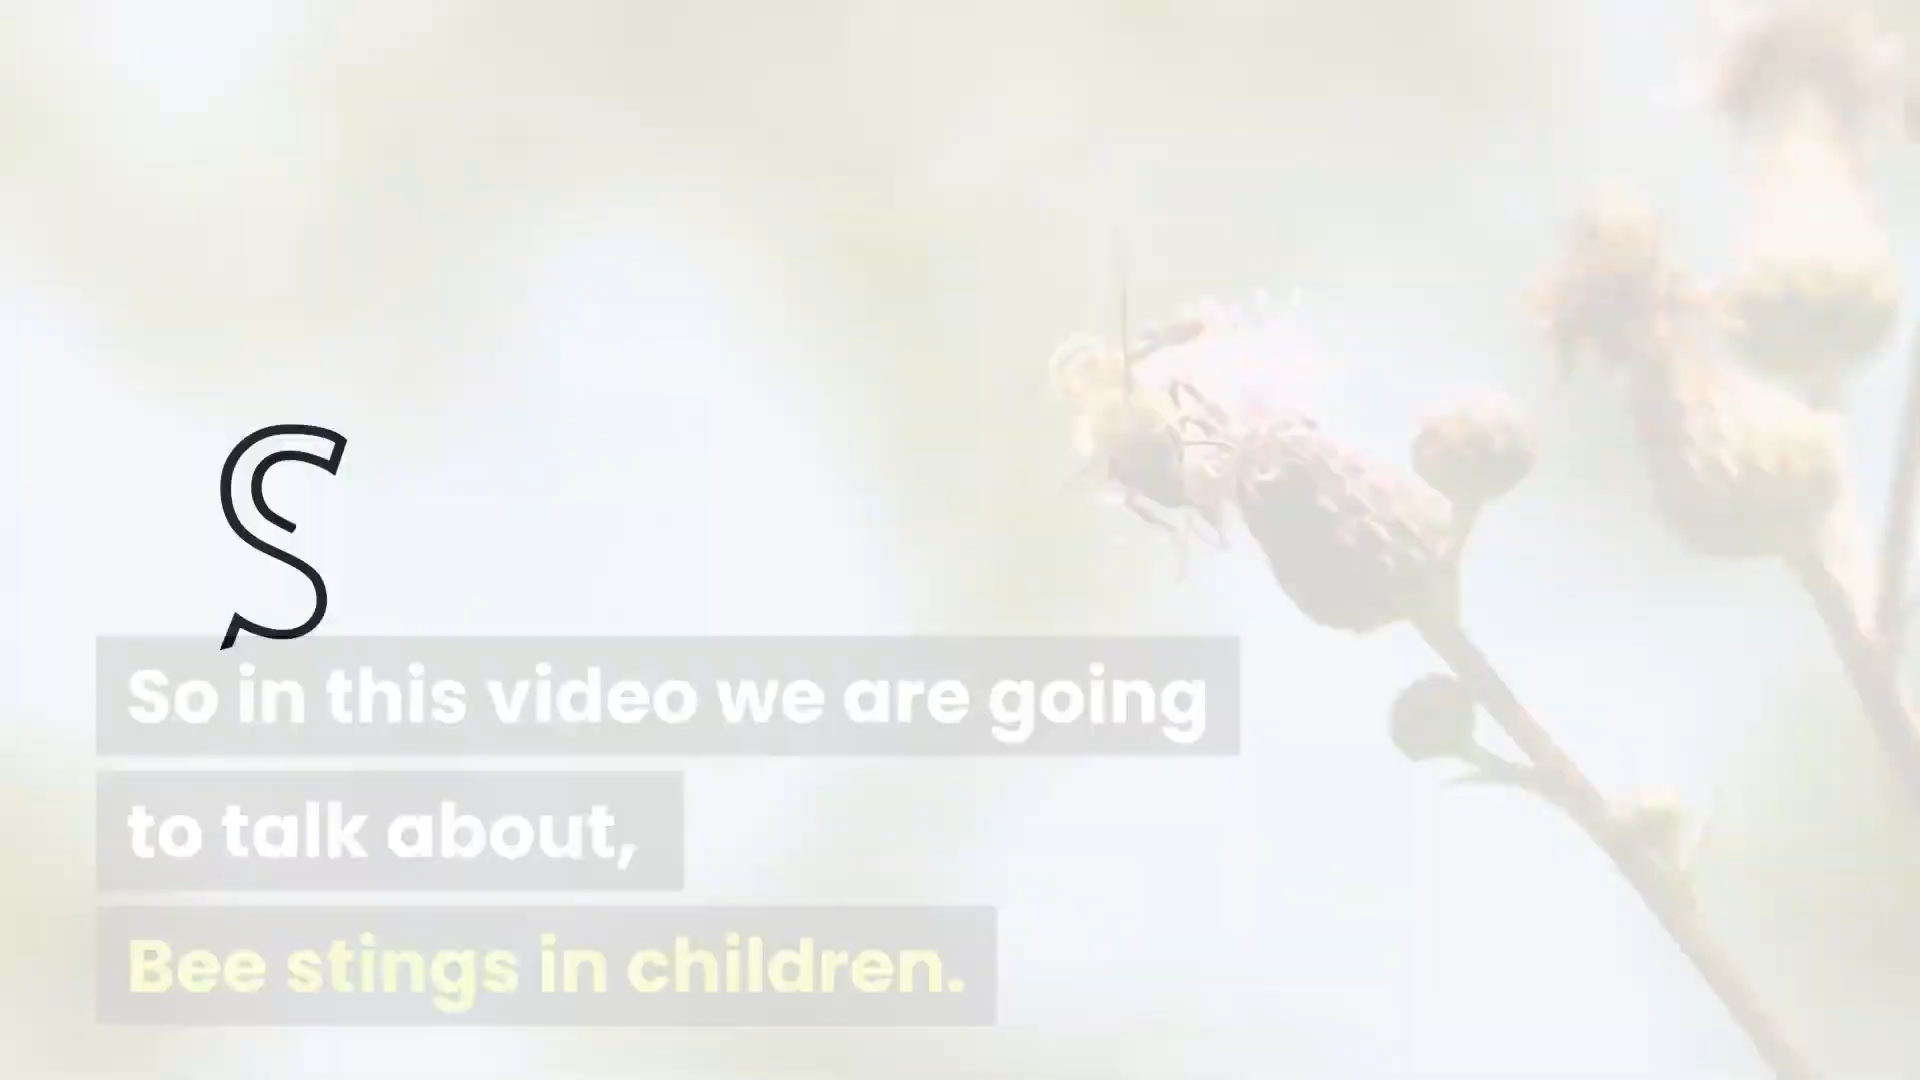 S
So in this video we are going
to talk about,
Bee stings in children.